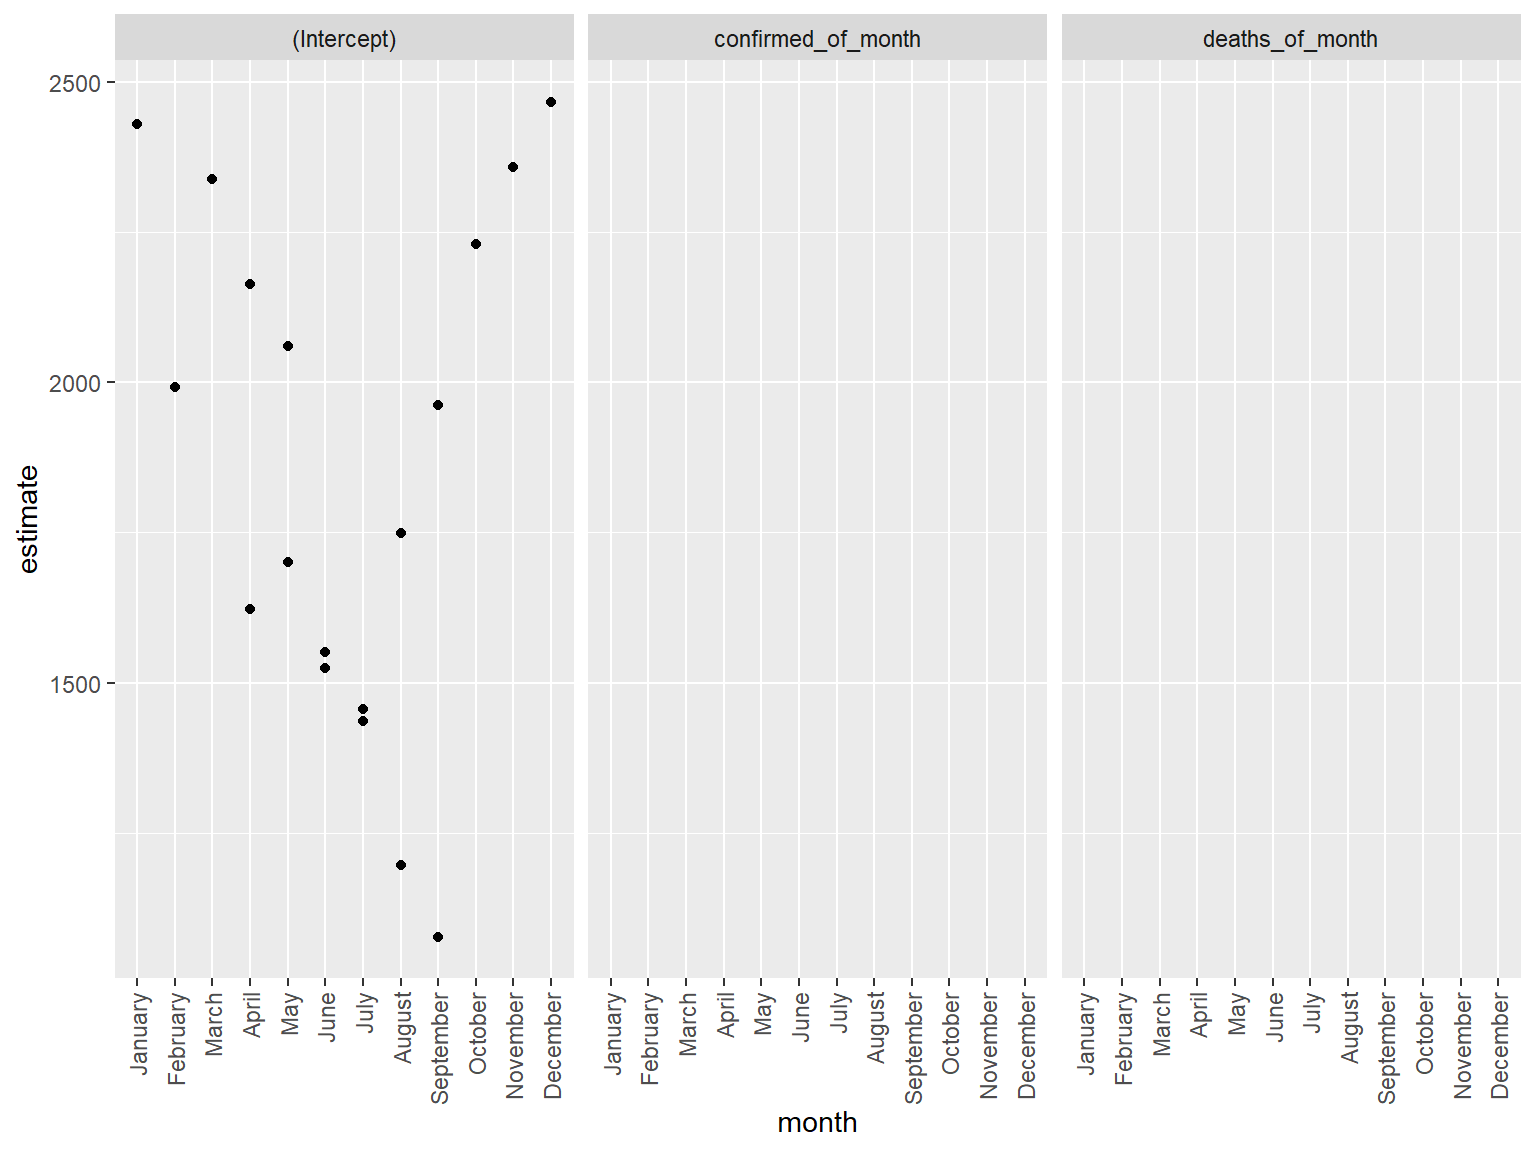 (Intercept) confirmed_of_month deaths_of_month
2500
2000
1500
estimate
January February March April May June July August September October November December
January February March April May June July August September October November December
January February March April May June July August September October November December
month